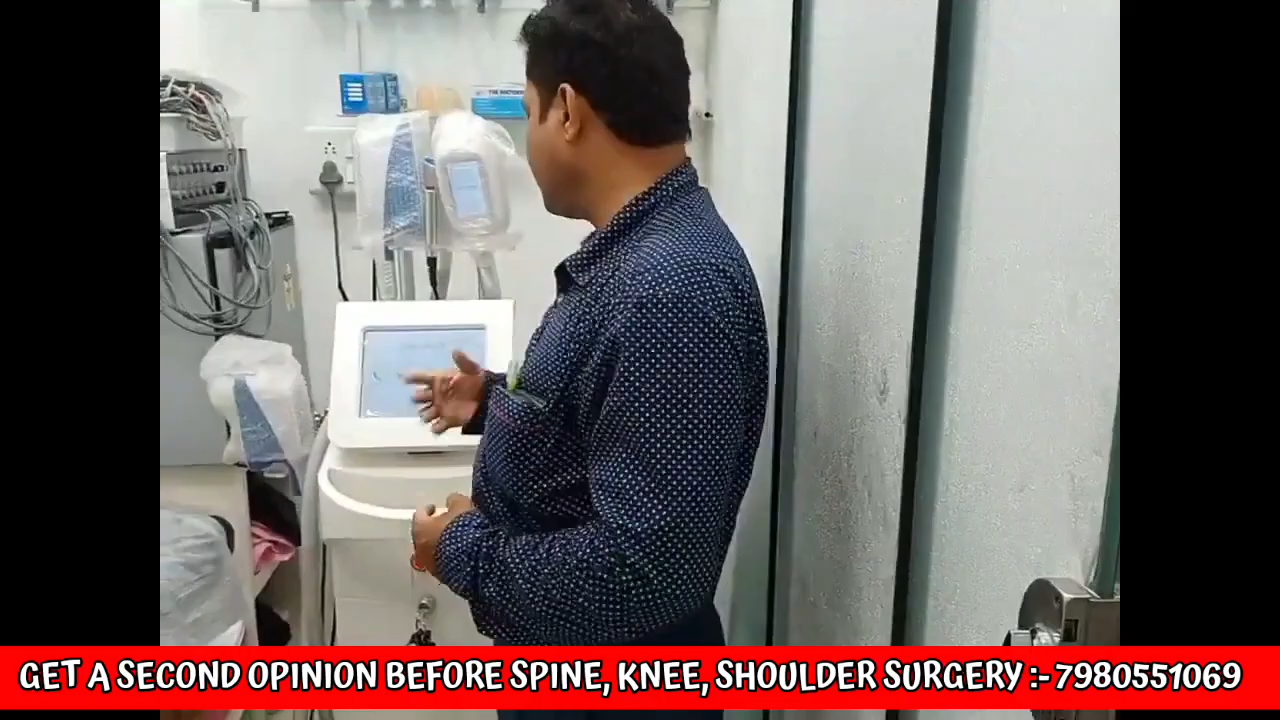 GET A SECOND OPINION BEFORE SPINE, KNEE, SHOULDER SURGERY :- 7980551069